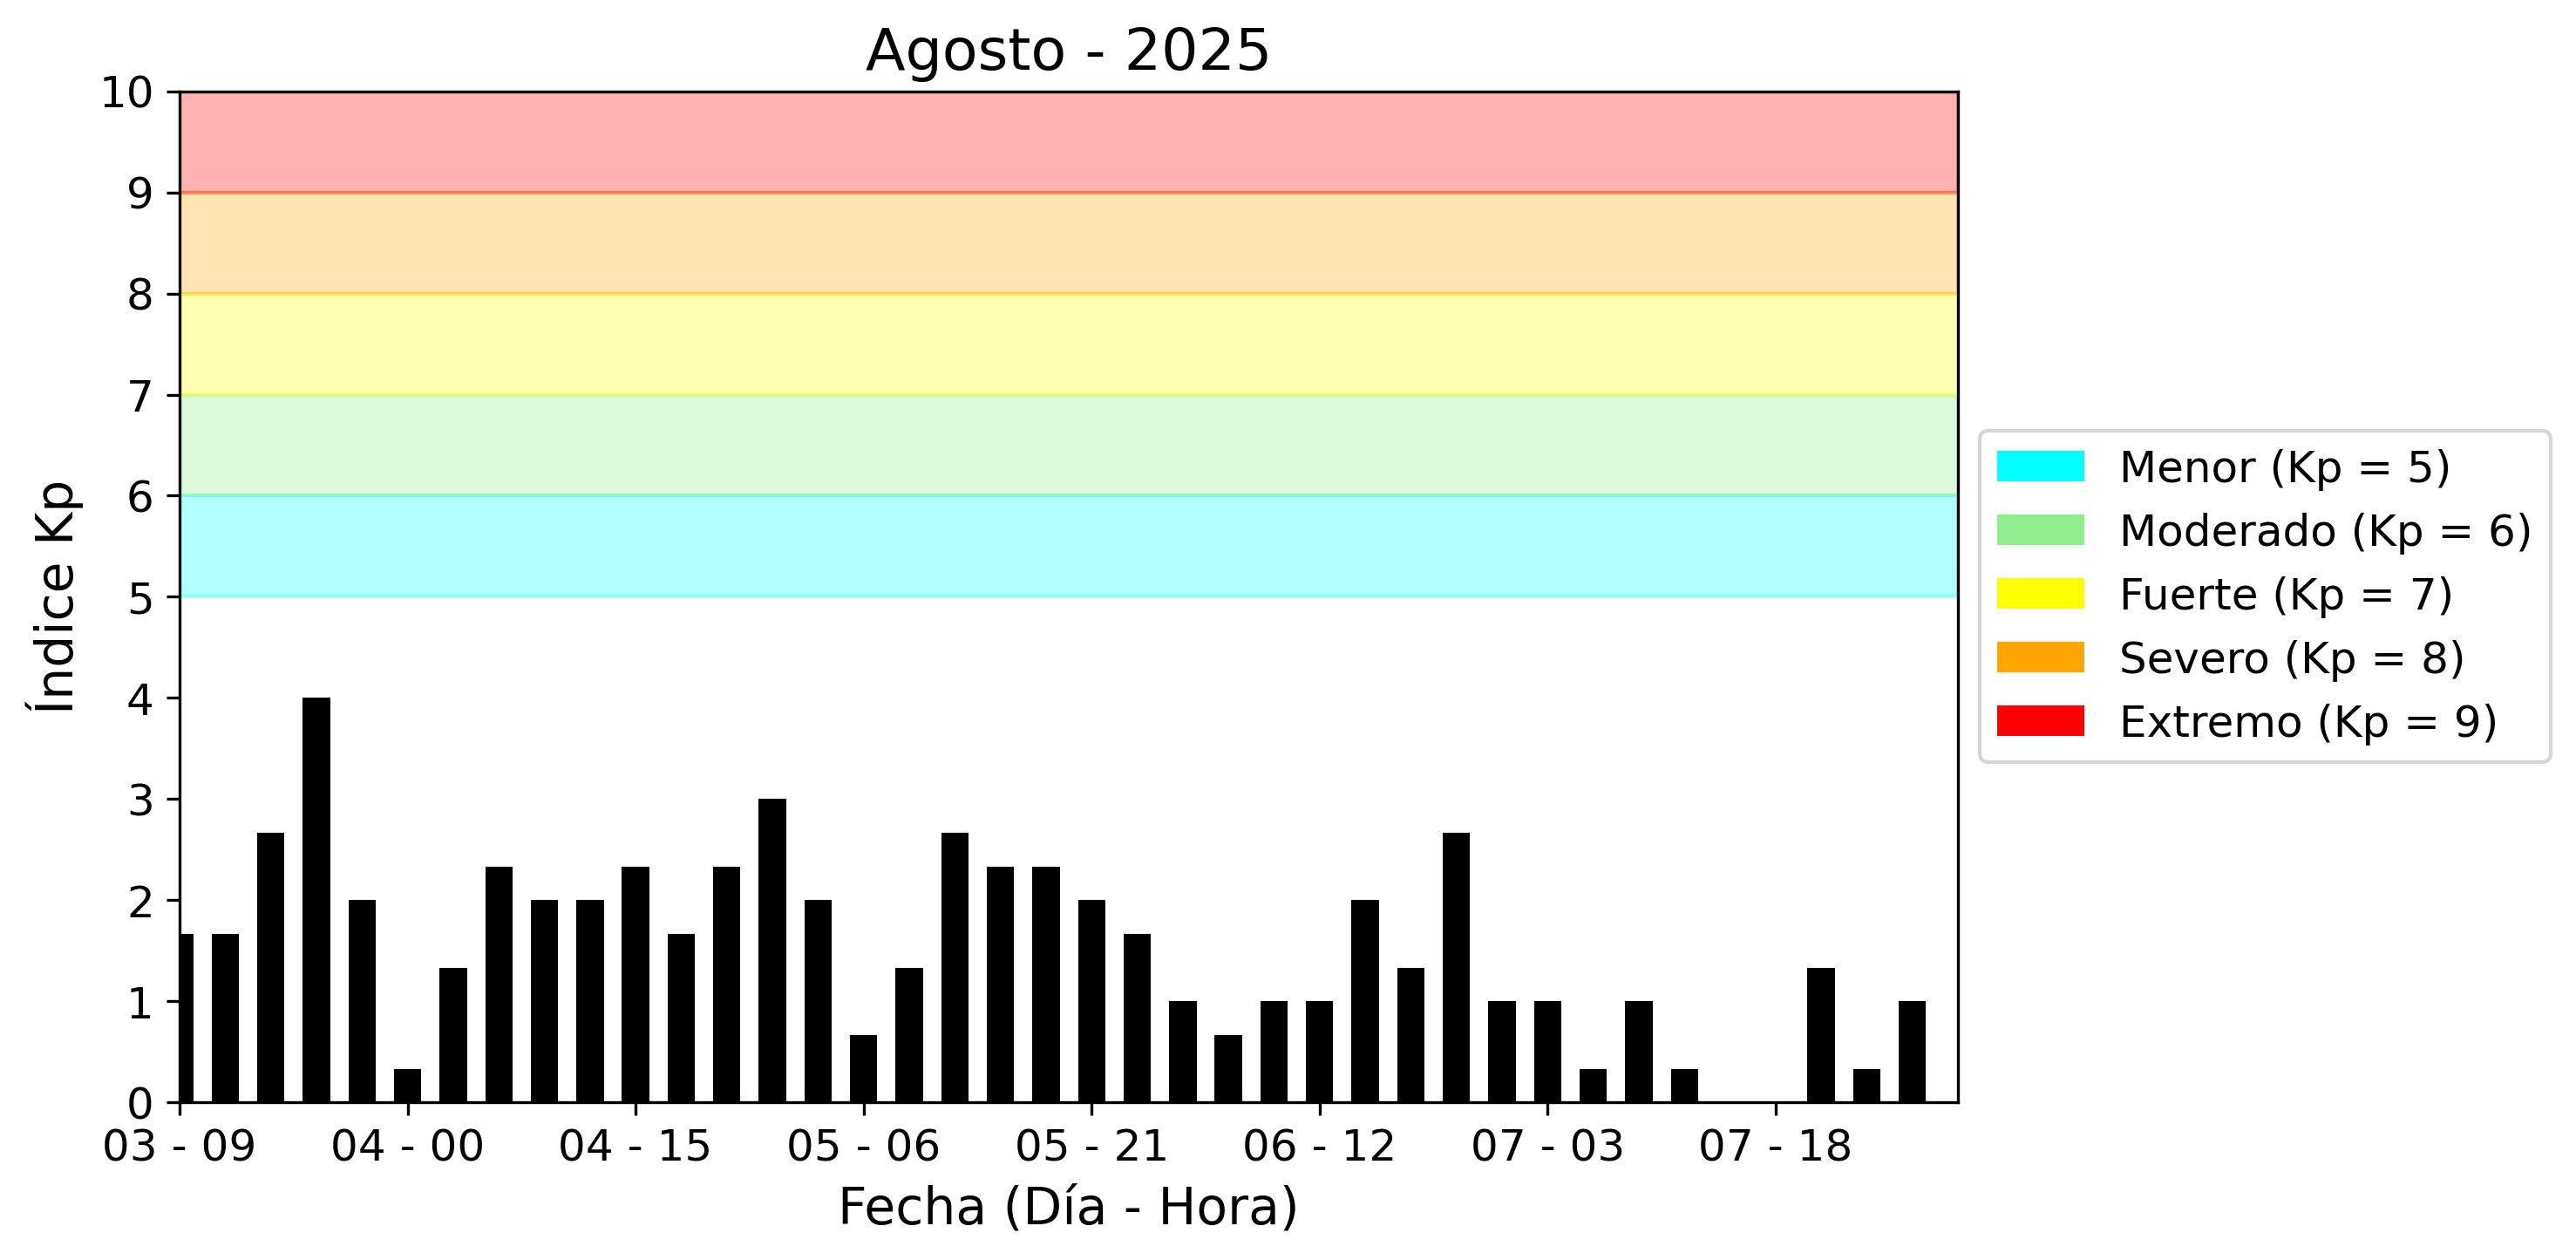 Agosto - 2025
10
9
8
7
6
5
4
3
2
1
0
Índice Kp
03 - 09
04 - 00
04 - 15
05 - 06
05 - 21
06 - 12
07 - 03
07 - 18
Fecha (Día - Hora)
Menor (Kp = 5)
Moderado (Kp = 6)
Fuerte (Kp = 7)
Severo (Kp = 8)
Extremo (Kp = 9)